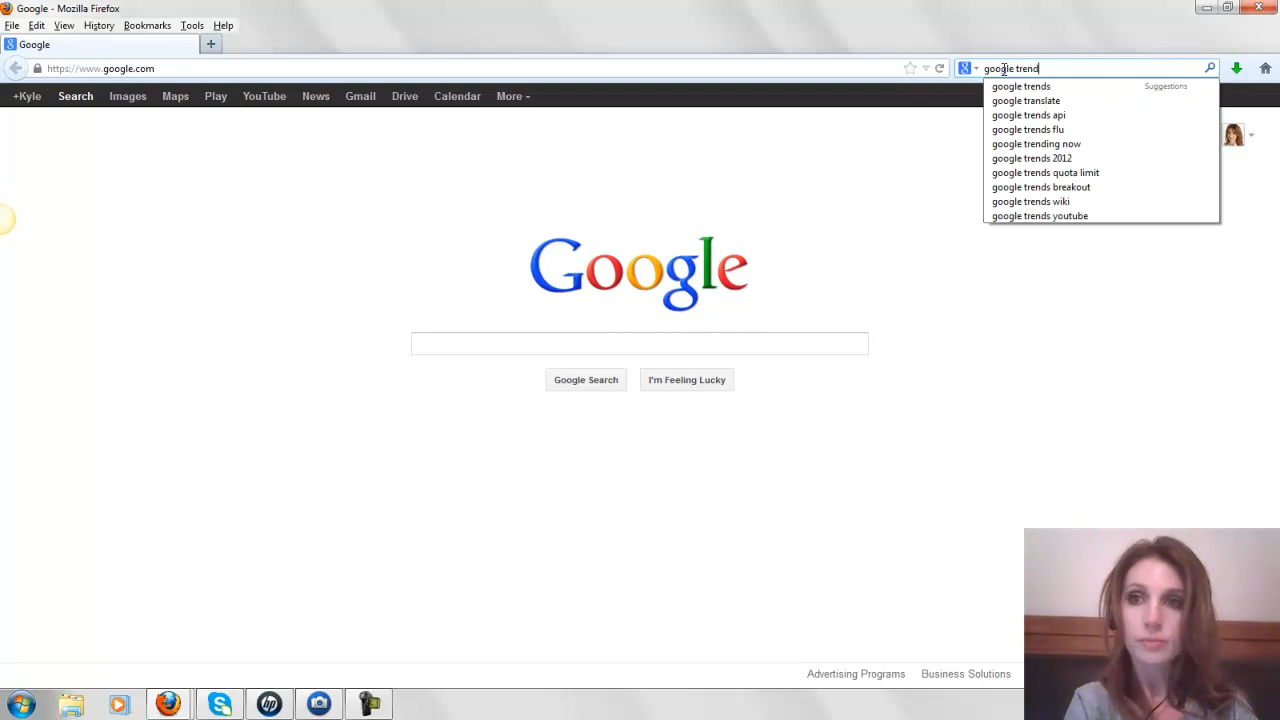 Google - Mozilla Firefox
File Edit View History Bookmarks Tools Help
Google
https://www.google.com
google trend
+Kyle Search Images Maps Play YouTube News Gmail Drive Calendar More
google trends Suggestions
google translate
google trends api
google trends flu
google trending now
google trends 2012
google trends quota limit
google trends breakout
google trends wiki
google trends youtube
Google
Google Search I'm Feeling Lucky
Advertising Programs Business Solutions
hp